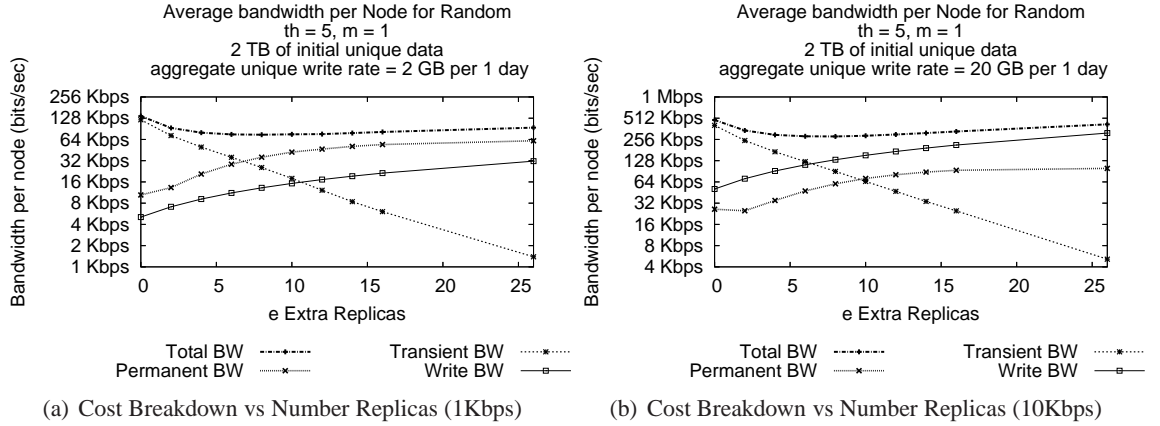 Average bandwidth per Node for Random
th = 5, m = 1
2 TB of initial unique data
aggregate unique write rate = 2 GB per 1 day
Bandwidth per node (bits/sec)
256 Kbps
128 Kbps
64 Kbps
32 Kbps
16 Kbps
8 Kbps
4 Kbps
2 Kbps
1 Kbps
0 5 10 15 20 25
e Extra Replicas
Total BW
Permanent BW
Transient BW
Write BW
(a) Cost Breakdown vs Number Replicas (1Kbps)
Average bandwidth per Node for Random
th = 5, m = 1
2 TB of initial unique data
aggregate unique write rate = 20 GB per 1 day
Bandwidth per node (bits/sec)
1 Mbps
512 Kbps
256 Kbps
128 Kbps
64 Kbps
32 Kbps
16 Kbps
8 Kbps
4 Kbps
0 5 10 15 20 25
e Extra Replicas
Total BW
Permanent BW
Transient BW
Write BW
(b) Cost Breakdown vs Number Replicas (10Kbps)